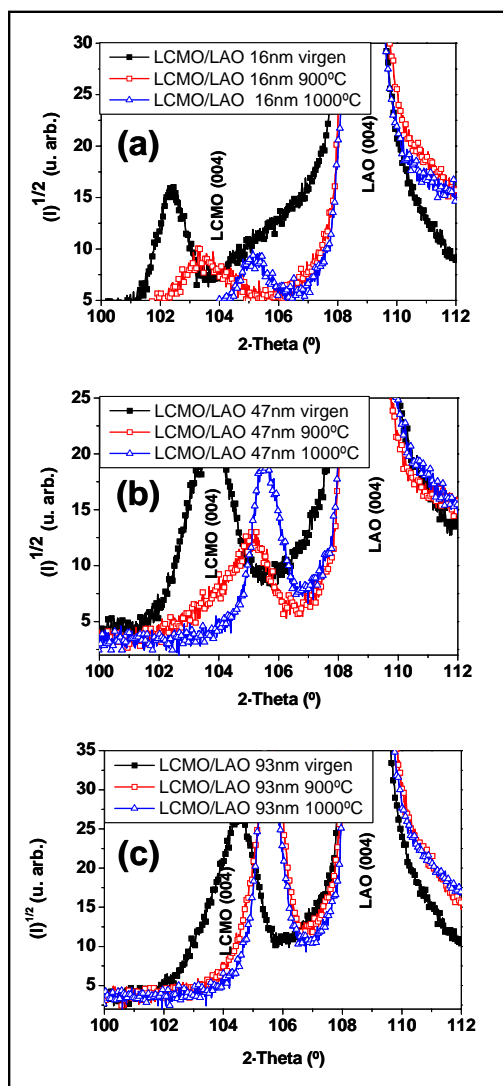 30
LCMO/LAO 16nm virgen
LCMO/LAO 16nm 900ºC
LCMO/LAO 16nm 1000ºC
25
(a)
20
15
10
5
(I)1/2 (u. arb.)
LCMO (004)
LAO (004)
100 102 104 106 108 110 112
2-Theta (º)
25
LCMO/LAO 47nm virgen
LCMO/LAO 47nm 900ºC
LCMO/LAO 47nm 1000ºC
20
(b)
15
10
5
(I)1/2 (u. arb.)
LCMO (004)
LAO (004)
100 102 104 106 108 110 112
2-Theta (º)
35
LCMO/LAO 93nm virgen
LCMO/LAO 93nm 900ºC
LCMO/LAO 93nm 1000ºC
30
25
(c)
20
15
10
5
(I)1/2 (u. arb.)
LCMO (004)
LAO (004)
100 102 104 106 108 110 112
2-Theta (º)